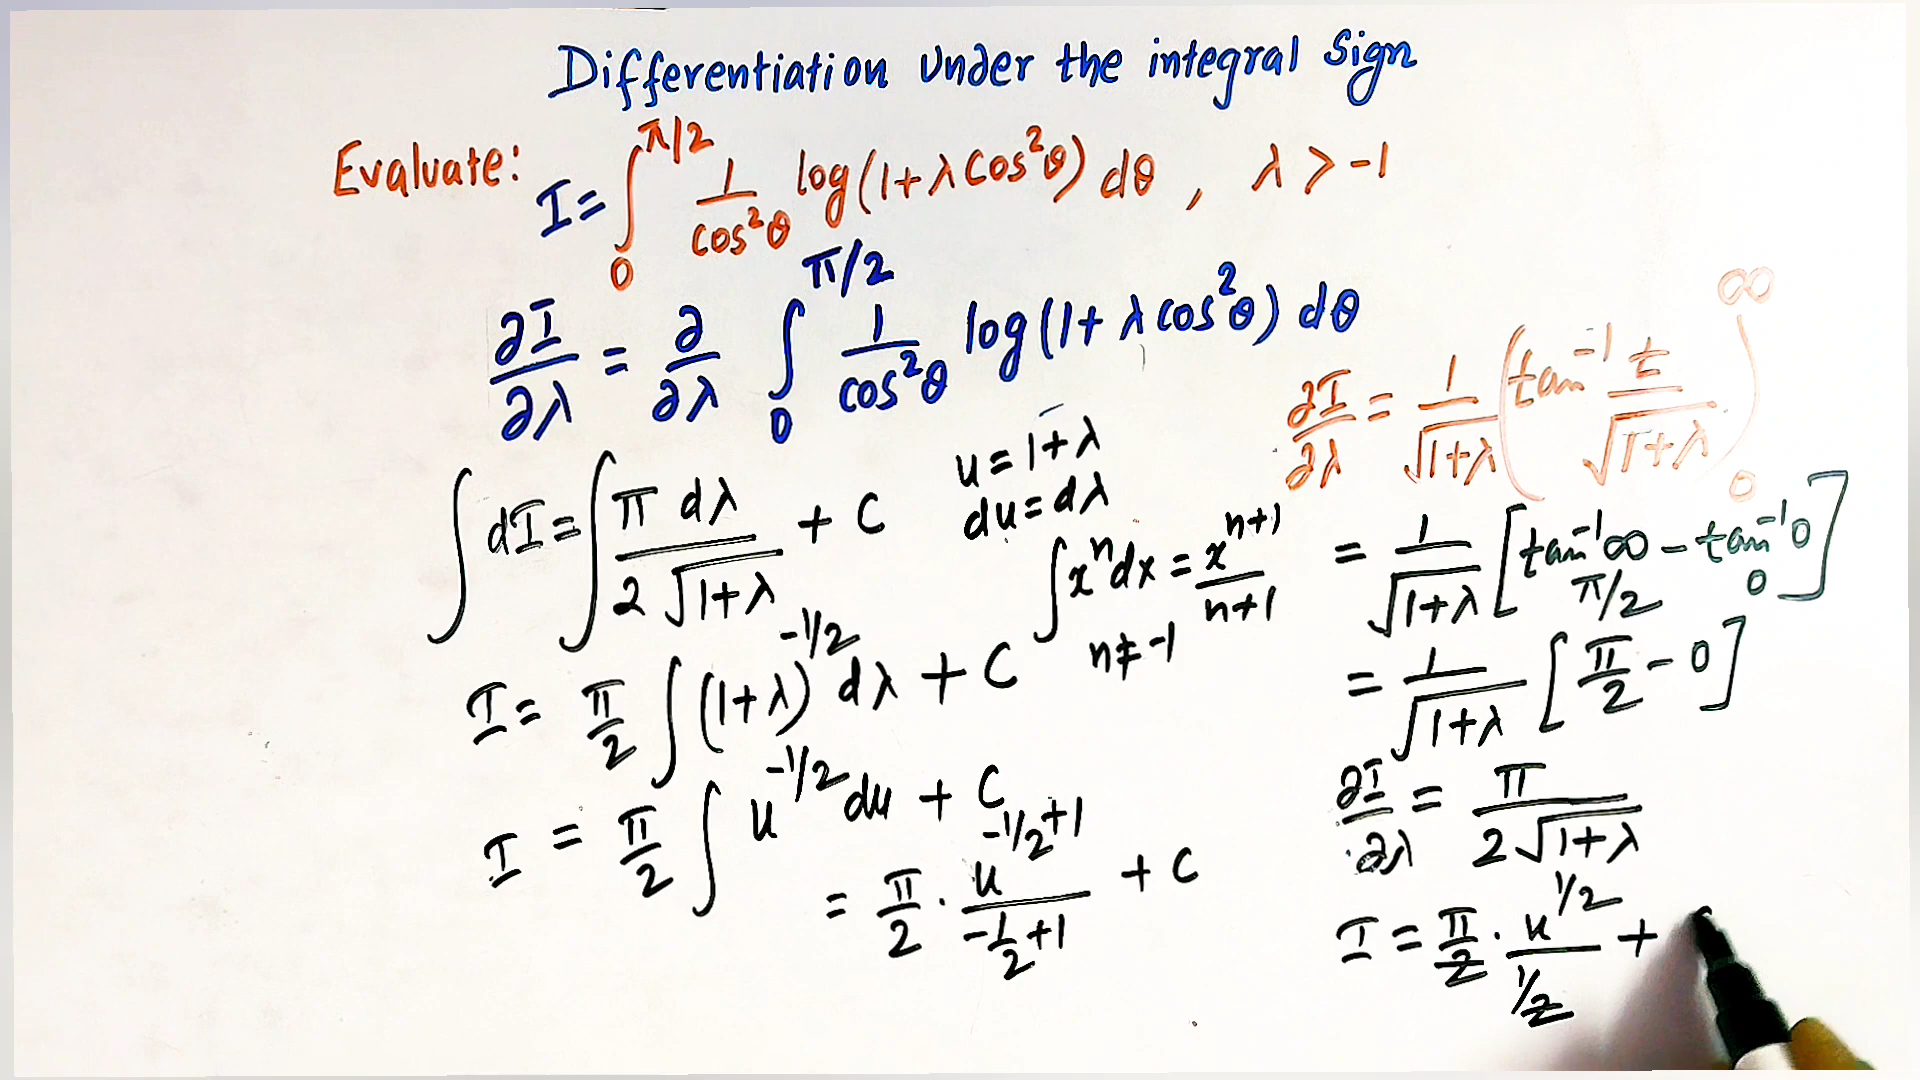 Differentiation Under the integral Sign
Evaluate: I = ∫₀^{π/2} 1/cos²θ log(1+λcos²θ) dθ , λ > -1
∂I/∂λ = ∂/∂λ ∫₀^{π/2} 1/cos²θ log(1+λcos²θ) dθ
∫dI = ∫ π dλ / 2√(1+λ) + C
u = 1+λ
du = dλ
∫xⁿdx = x^{n+1}/n+1
n ≠ -1
I = π/2 ∫(1+λ)^{-1/2} dλ + C
I = π/2 ∫ u^{-1/2} du + C
= π/2 · u^{-1/2+1}/-1/2+1 + C
∂I/∂λ = 1/√(1+λ) (tan⁻¹ t/√(1+λ))₀^∞
= 1/√(1+λ) [tan⁻¹∞ - tan⁻¹0]
π/2 0
= 1/√(1+λ) [π/2 - 0]
∂I/∂λ = π/2√(1+λ)
I = π/2 · u^{1/2}/1/2 +